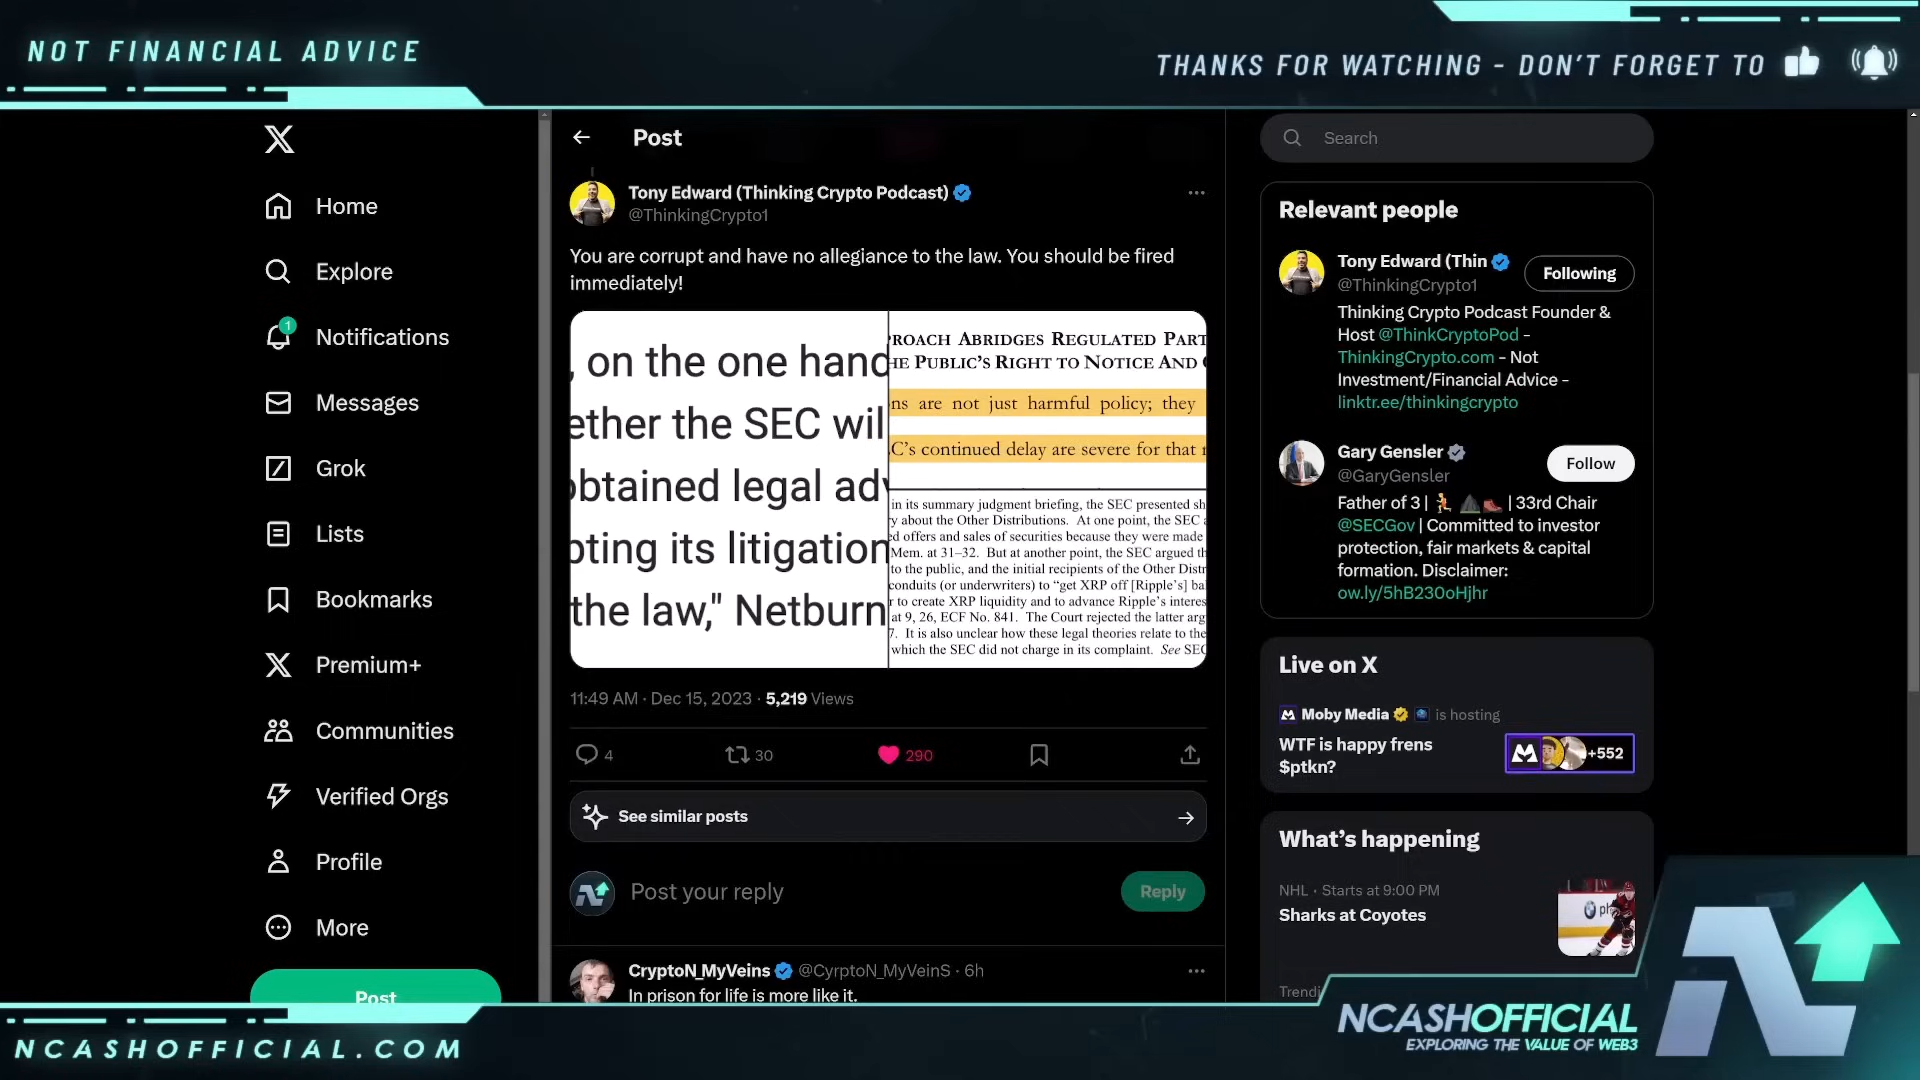 NOT FINANCIAL ADVICE
THANKS FOR WATCHING - DON'T FORGET TO
Home
Explore
1
Notifications
Messages
Grok
Lists
Bookmarks
Premium+
Communities
Verified Orgs
Profile
More
Post
Post
Tony Edward (Thinking Crypto Podcast)
@ThinkingCrypto1
You are corrupt and have no allegiance to the law. You should be fired
immediately!
, on the one hand
ether the SEC wil
obtained legal adv
pting its litigation
the law," Netburn
ROACH ABRIDGES REGULATED PART
HE PUBLIC'S RIGHT TO NOTICE AND
ns are not just harmful policy; they
C's continued delay are severe for that
in its summary judgment briefing, the SEC presented sh
y about the Other Distributions. At one point, the SEC
ed offers and sales of securities because they were made
Mem. at 31–32. But at another point, the SEC argued th
to the public, and the initial recipients of the Other Distr
conduits (or underwriters) to "get XRP off [Ripple's] ba
r to create XRP liquidity and to advance Ripple's interes
at 9, 26, ECF No. 841. The Court rejected the latter arg
7. It is also unclear how these legal theories relate to the
which the SEC did not charge in its complaint. See SEC
11:49 AM · Dec 15, 2023 · 5,219 Views
4
30
290
See similar posts
Post your reply
Reply
CryptoN_MyVeins @CyrptoN_MyVeinS · 6h
In prison for life is more like it.
Search
Relevant people
Tony Edward (Thin
@ThinkingCrypto1
Following
Thinking Crypto Podcast Founder &
Host @ThinkCryptoPod -
ThinkingCrypto.com - Not
Investment/Financial Advice -
linktr.ee/thinkingcrypto
Gary Gensler
@GaryGensler
Follow
Father of 3 | | 33rd Chair
@SECGov | Committed to investor
protection, fair markets & capital
formation. Disclaimer:
ow.ly/5hB230oHjhr
Live on X
Moby Media is hosting
WTF is happy frens
$ptkn?
+552
What's happening
NHL · Starts at 9:00 PM
Sharks at Coyotes
Trendi
NCASHOFFICIAL.COM
NCASHOFFICIAL
EXPLORING THE VALUE OF WEB3